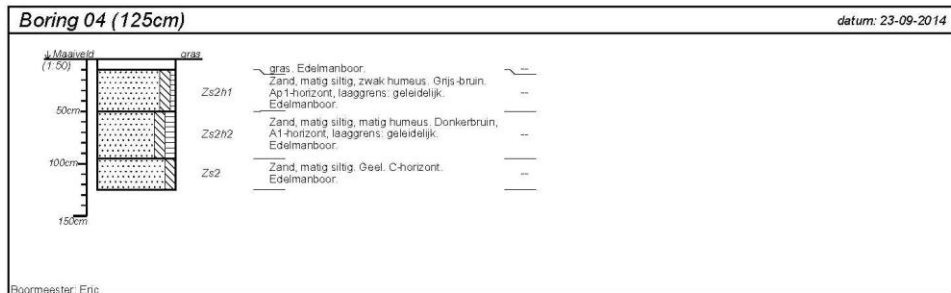 Boring 04 (125cm)
datum: 23-09-2014
Maaiveld
gras
(1:50)
gras. Edelmanboor.
--
Zs2h1
Zand, matig siltig, zwak humeus. Grijs-bruin.
Ap1-horizont, laaggrens: geleidelijk.
Edelmanboor.
--
50cm
Zs2h2
Zand, matig siltig, matig humeus. Donkerbruin,
A1-horizont, laaggrens: geleidelijk.
Edelmanboor.
--
100cm
Zs2
Zand, matig siltig. Geel. C-horizont.
Edelmanboor.
--
150cm
Boormeester: Eric